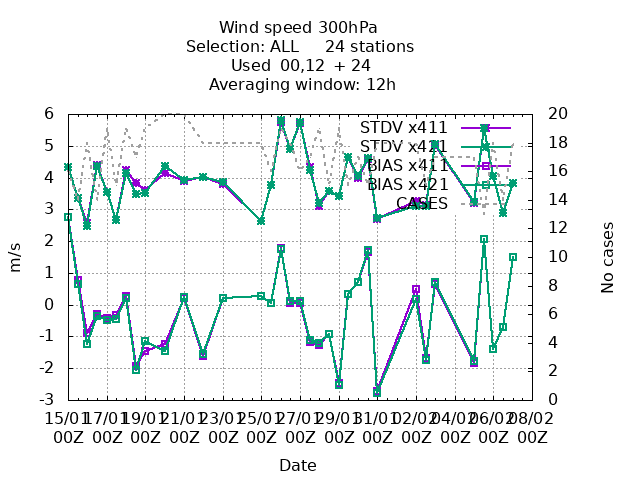 Wind speed 300hPa
Selection: ALL 24 stations
Used 00,12 + 24
Averaging window: 12h
6
5
4
3
2
1
0
-1
-2
-3
m/s
20
18
16
14
12
10
8
6
4
2
0
No cases
STDV x411
STDV x421
BIAS x411
BIAS x421
CASES
15/01 17/01 19/01 21/01 23/01 25/01 27/01 29/01 31/01 02/02 04/02 06/02 08/02
00Z 00Z 00Z 00Z 00Z 00Z 00Z 00Z 00Z 00Z 00Z 00Z 00Z
Date